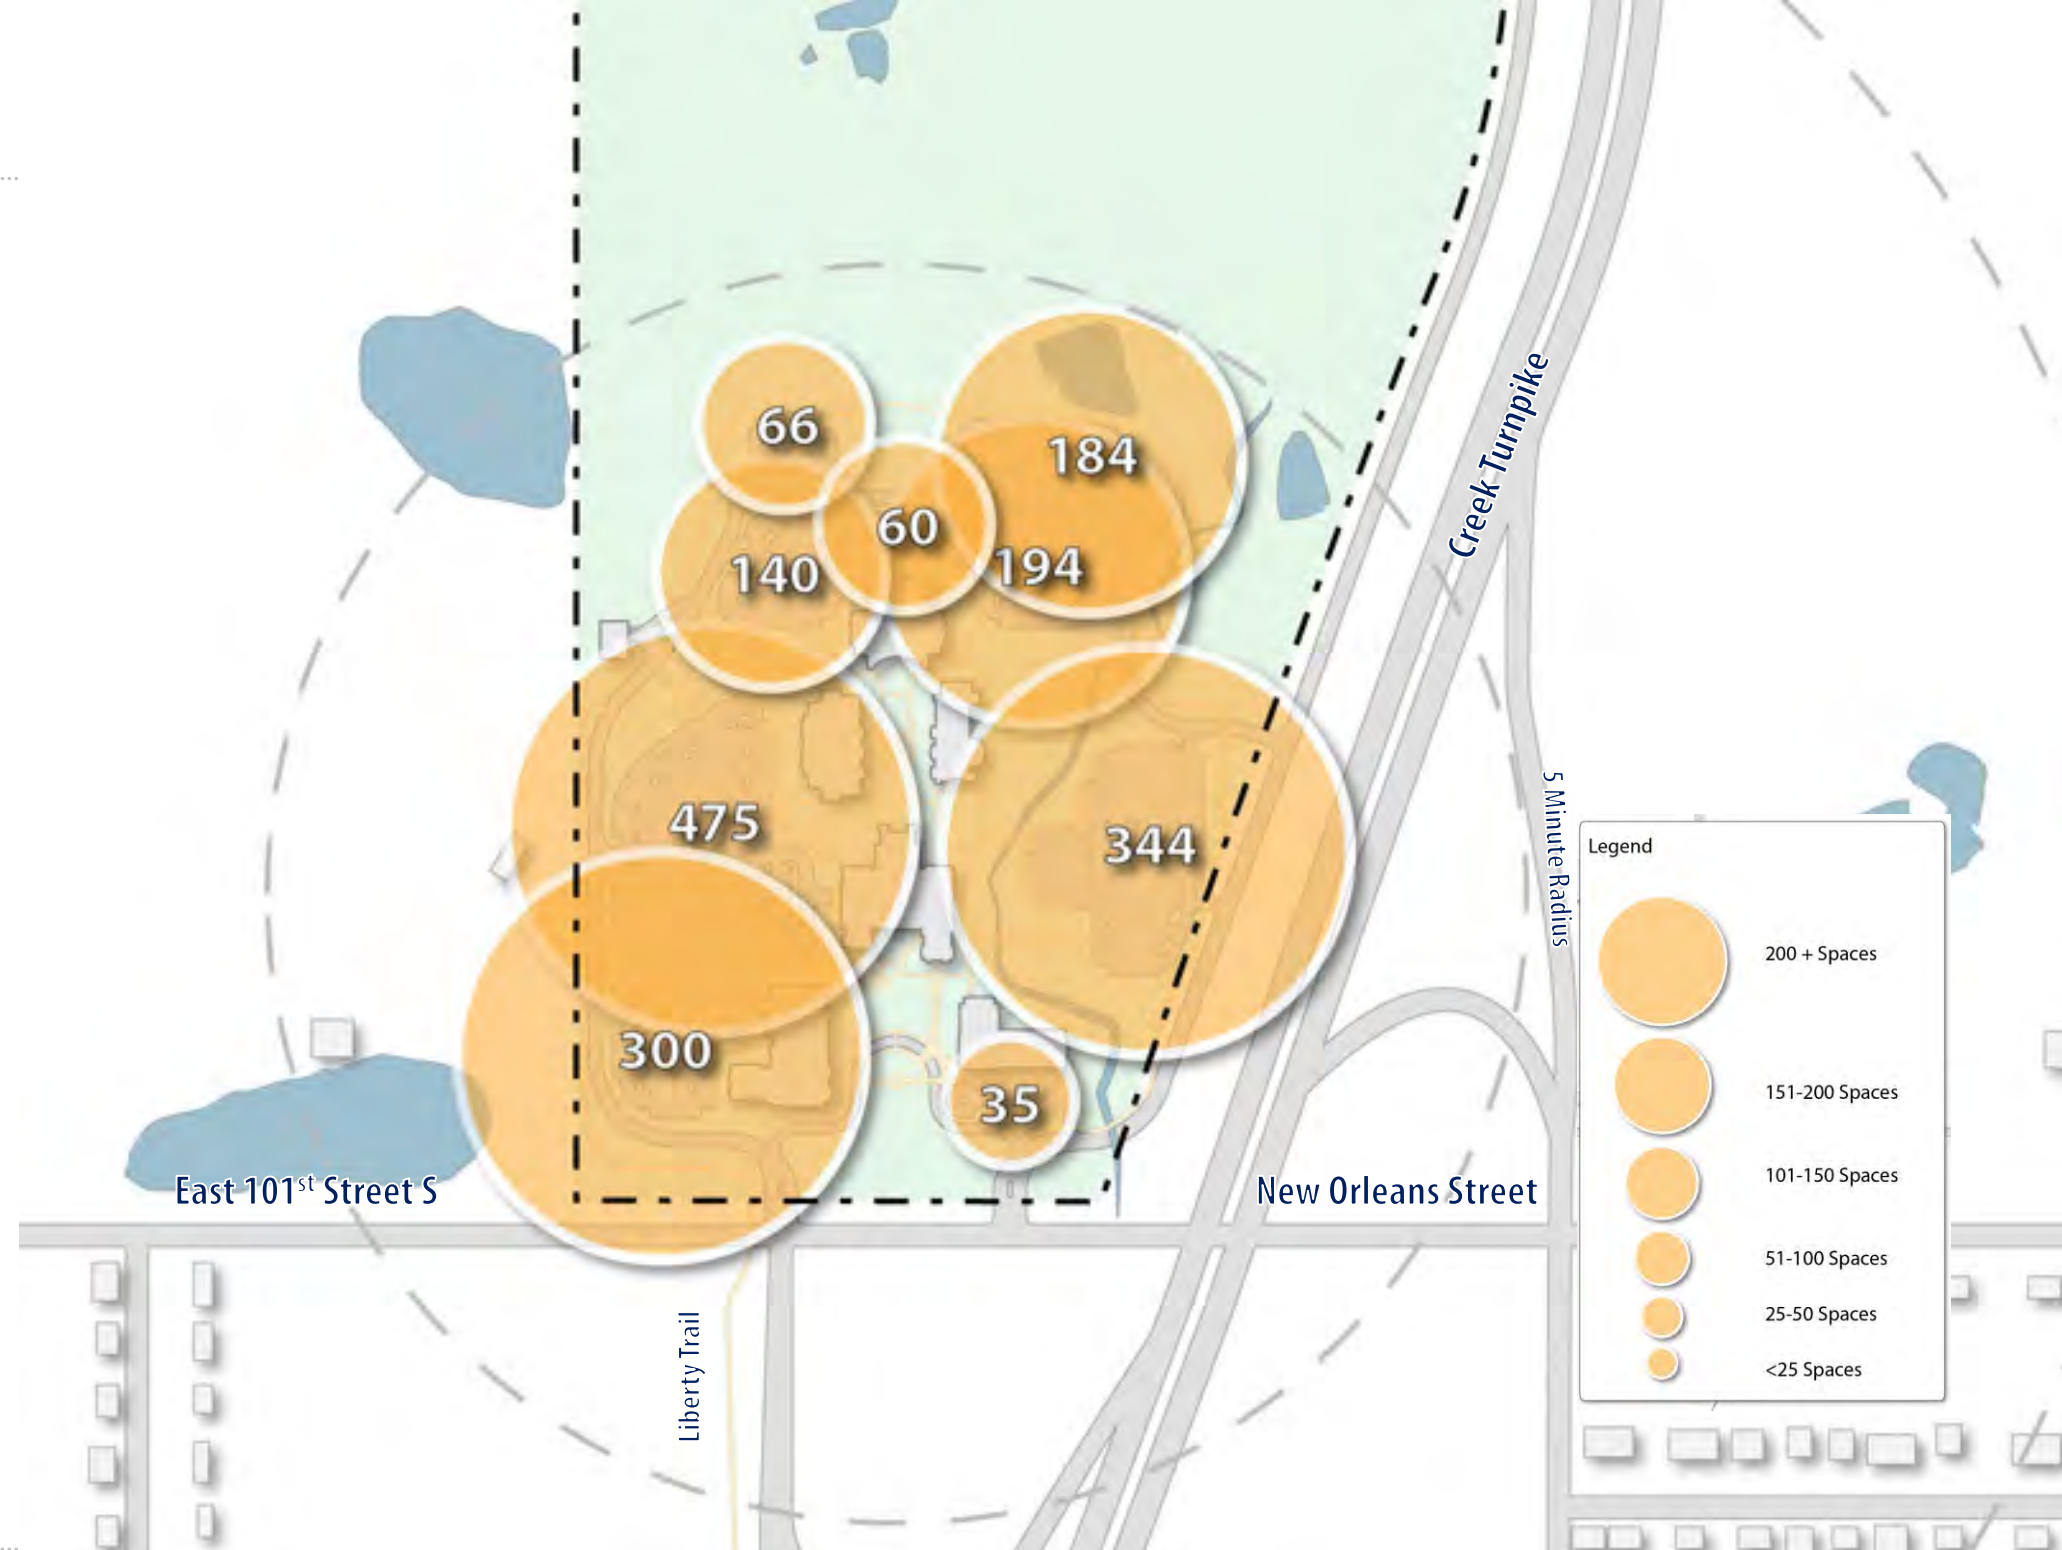 66
184
60
194
140
Creek Turnpike
475
344
5 Minute Radius
300
35
East 101st Street S
New Orleans Street
Liberty Trail
Legend
200 + Spaces
151-200 Spaces
101-150 Spaces
51-100 Spaces
25-50 Spaces
<25 Spaces